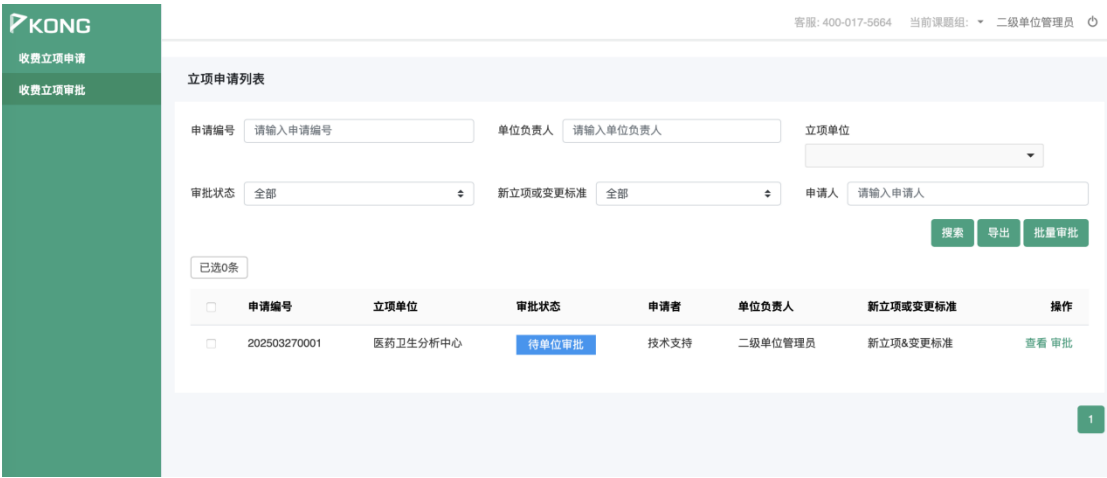 KONG
客服: 400-017-5664 当前课题组: 二级单位管理员
收费立项申请
收费立项审批
立项申请列表
申请编号 请输入申请编号 单位负责人 请输入单位负责人 立项单位
审批状态 全部 新立项或变更标准 全部 申请人 请输入申请人
搜索 导出 批量审批
已选0条
申请编号 立项单位 审批状态 申请者 单位负责人 新立项或变更标准 操作
202503270001 医药卫生分析中心 待单位审批 技术支持 二级单位管理员 新立项&变更标准 查看 审批
1